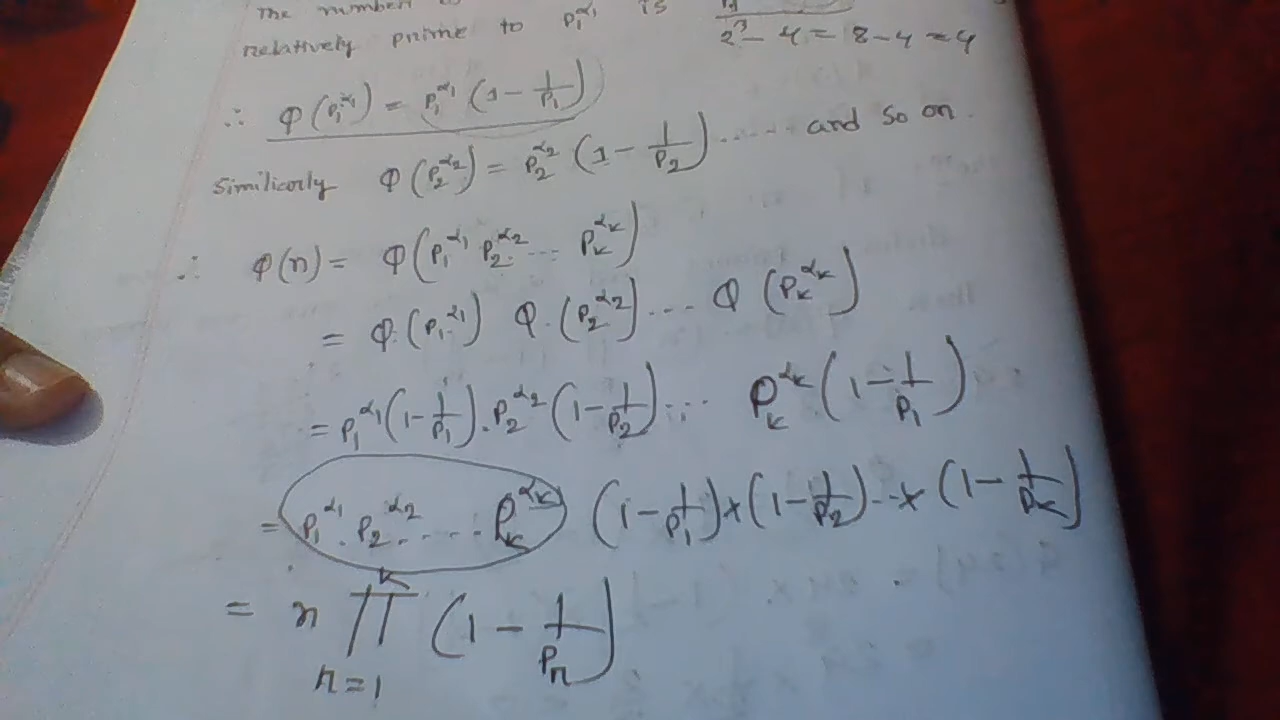 The number
relatively prime to p₁^α₁ is
2³ - 4 = 8 - 4 = 4
∴ φ(p₁^α₁) = p₁^α₁ (1 - 1/p₁)
Similarly φ(p₂^α₂) = p₂^α₂ (1 - 1/p₂) ..... and so on.
∴ φ(n) = φ(p₁^α₁ p₂^α₂ ... p_k^α_k)
= φ.(p₁^α₁) φ.(p₂^α₂) ... φ(p_k^α_k)
= p₁^α₁(1 - 1/p₁).p₂^α₂(1 - 1/p₂) ... p_k^α_k(1 - 1/p₁)
= p₁^α₁.p₂^α₂ ..... p_k^α_k (1 - 1/p₁)×(1 - 1/p₂)...×(1 - 1/p_k)
= n ∏_{r=1}^{k} (1 - 1/p_r)